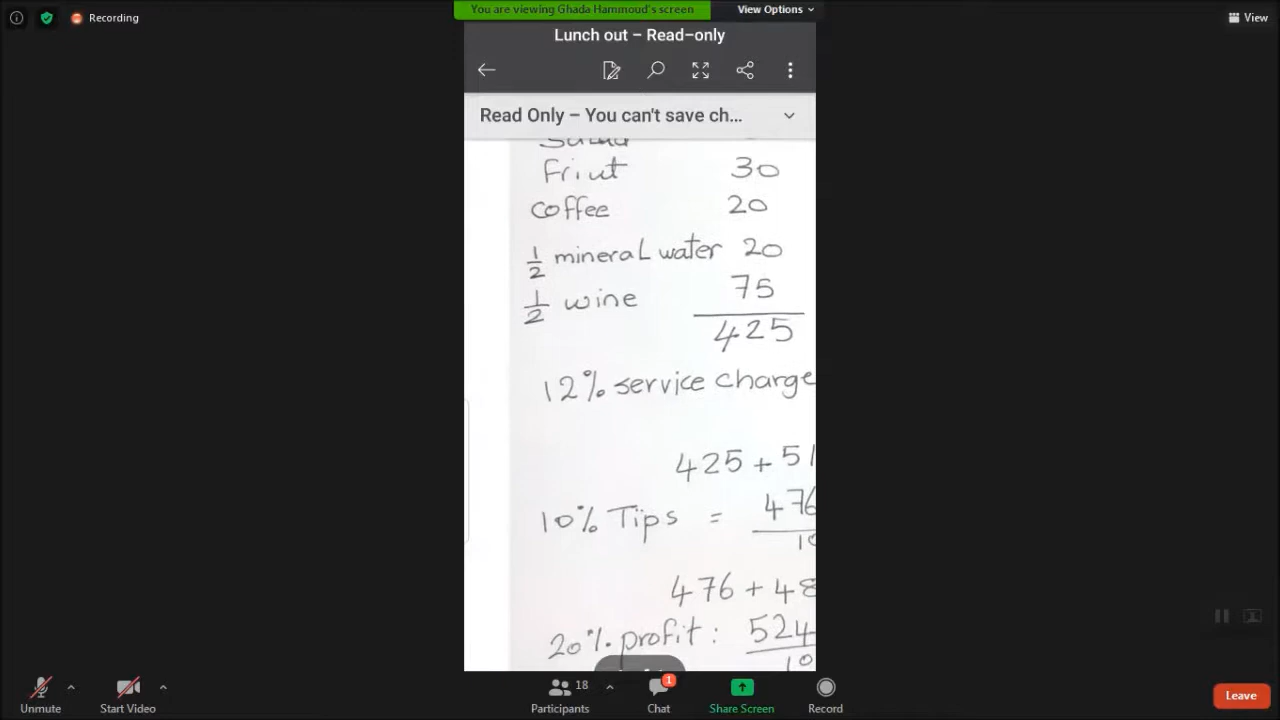 Recording
You are viewing Ghada Hammoud's screen
View Options
View
Lunch out – Read-only
Read Only – You can't save ch...
Friut 30
coffee 20
1/2 mineral water 20
1/2 wine 75
425
12% service charge
425 + 51
10% Tips = 476
10
476 + 48
20%. profit : 524
10
Unmute
Start Video
18
Participants
1
Chat
Share Screen
Record
Leave